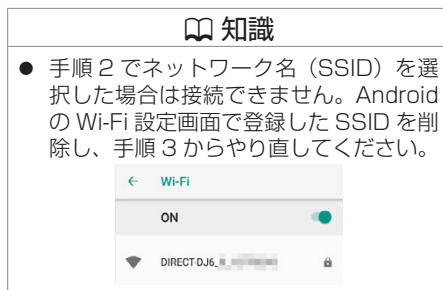 知識
● 手順 2 でネットワーク名（SSID）を選
択した場合は接続できません。Android
の Wi-Fi 設定画面で登録した SSID を削
除し、手順 3 からやり直してください。
← Wi-Fi
ON
DIRECT-DJ6_